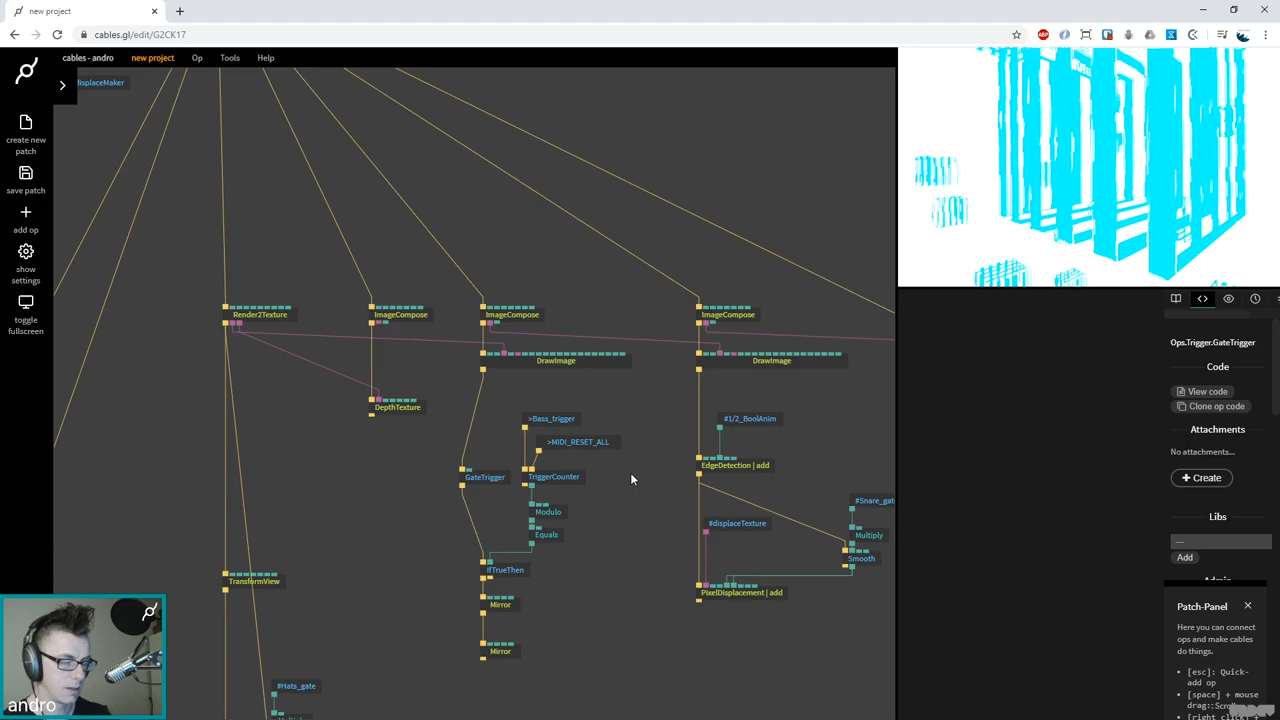 new project
cables.gl/edit/G2CK17
cables - andro
new project
Op
Tools
Help
displaceMaker
create new
patch
save patch
add op
show
settings
toggle
fullscreen
Render2Texture
ImageCompose
ImageCompose
ImageCompose
DrawImage
DrawImage
DepthTexture
>Bass_trigger
#1/2_BoolAnim
>MIDI_RESET_ALL
EdgeDetection | add
GateTrigger
TriggerCounter
Modulo
#Snare_gate
#displaceTexture
Equals
Multiply
Smooth
IfTrueThen
TransformView
PixelDisplacement | add
Mirror
Mirror
#Hats_gate
andro
Ops.Trigger.GateTrigger
Code
View code
Clone op code
Attachments
No attachments...
+ Create
Libs
---
Add
Patch-Panel
Here you can connect
ops and make cables
do things.
• [esc]: Quick-
add op
• [space] + mouse
drag::
• [right click] +